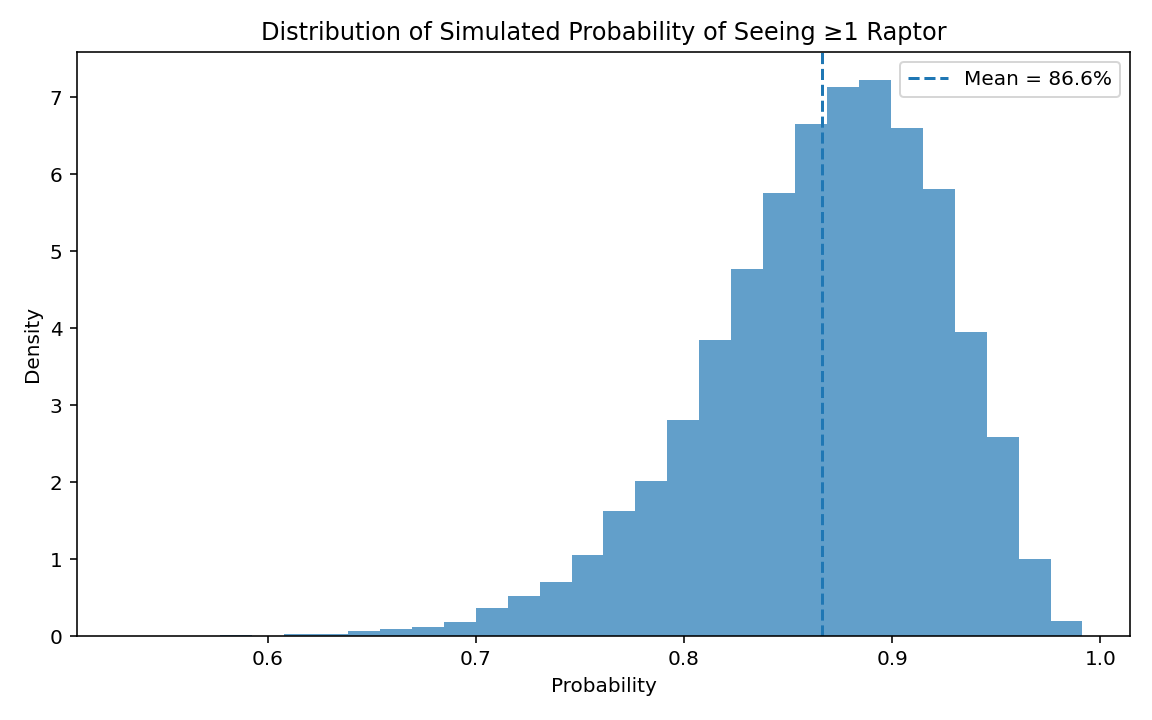 Distribution of Simulated Probability of Seeing ≥1 Raptor
Mean = 86.6%
7
6
5
4
3
2
1
0
Density
0.6 0.7 0.8 0.9 1.0
Probability